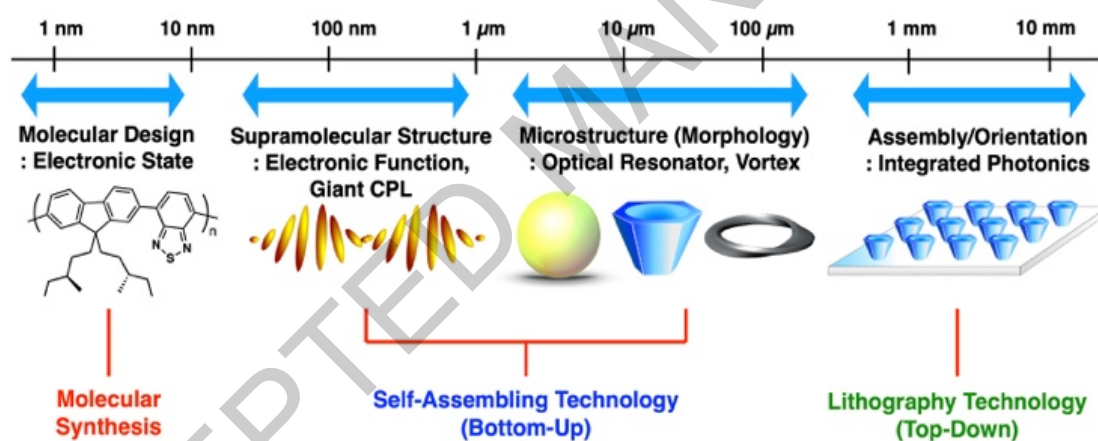 1 nm 10 nm 100 nm 1 µm 10 µm 100 µm 1 mm 10 mm
Molecular Design
: Electronic State
Supramolecular Structure
: Electronic Function,
Giant CPL
Microstructure (Morphology)
: Optical Resonator, Vortex
Assembly/Orientation
: Integrated Photonics
( )n
N S N
Molecular
Synthesis
Self-Assembling Technology
(Bottom-Up)
Lithography Technology
(Top-Down)
EPTED MAN